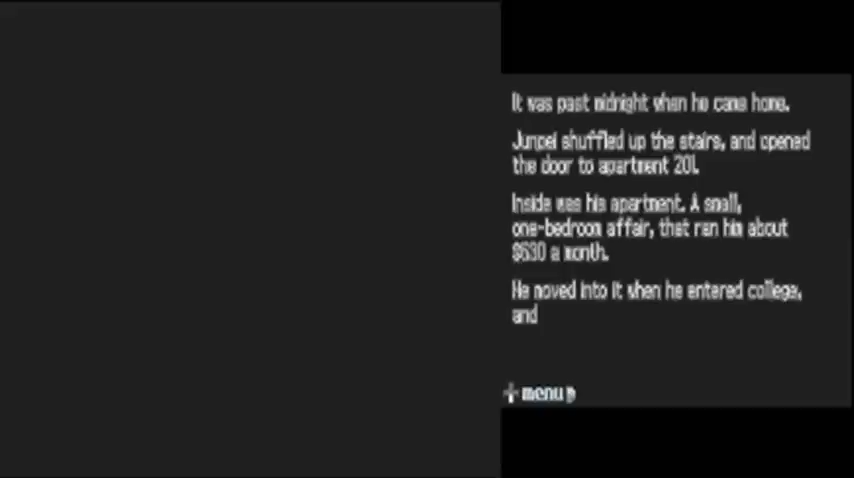 It was past midnight when he came home.
Junpei shuffled up the stairs, and opened
the door to apartment 201.
Inside was his apartment. A small,
one-bedroom affair, that ran him about
$630 a month.
He moved into it when he entered college,
and
menu